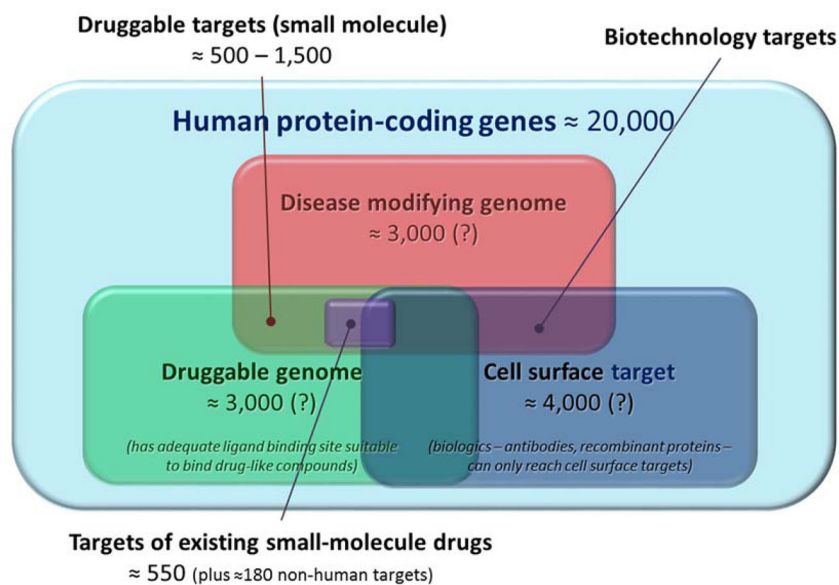 Druggable targets (small molecule)
≈ 500 – 1,500
Biotechnology targets
Human protein-coding genes ≈ 20,000
Disease modifying genome
≈ 3,000 (?)
Druggable genome
≈ 3,000 (?)
(has adequate ligand binding site suitable
to bind drug-like compounds)
Cell surface target
≈ 4,000 (?)
(biologics – antibodies, recombinant proteins –
can only reach cell surface targets)
Targets of existing small-molecule drugs
≈ 550 (plus ≈180 non-human targets)